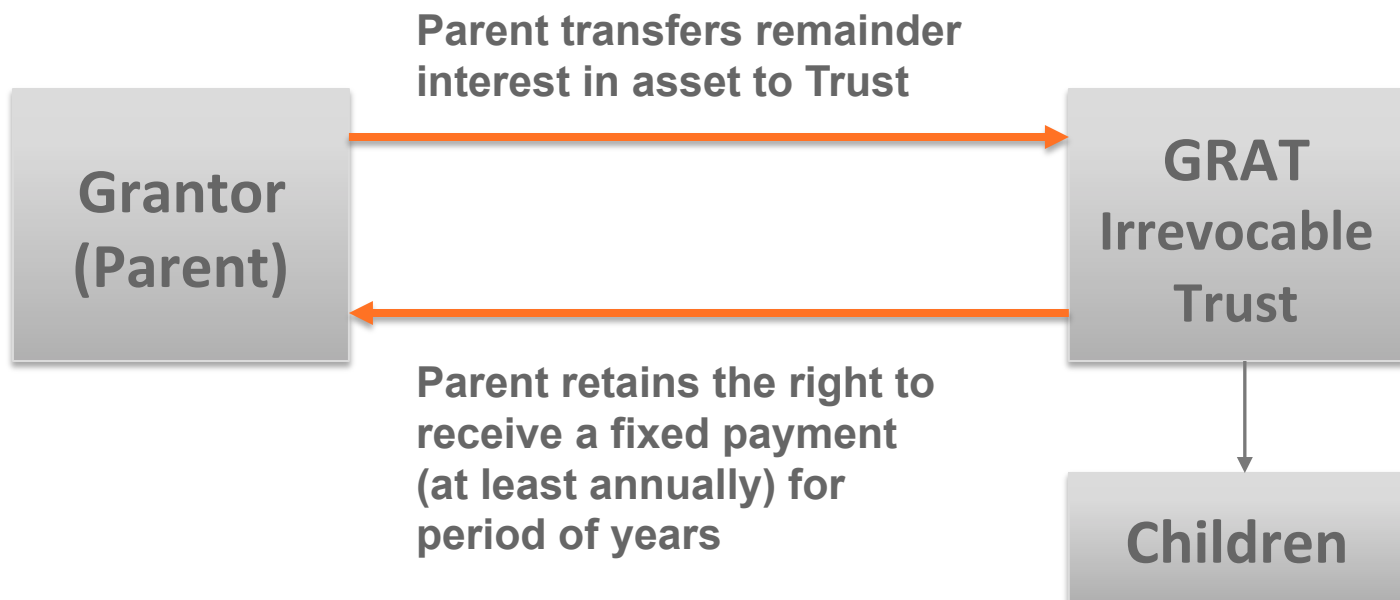 Parent transfers remainder
interest in asset to Trust
Grantor
(Parent)
GRAT
Irrevocable
Trust
Parent retains the right to
receive a fixed payment
(at least annually) for
period of years
Children